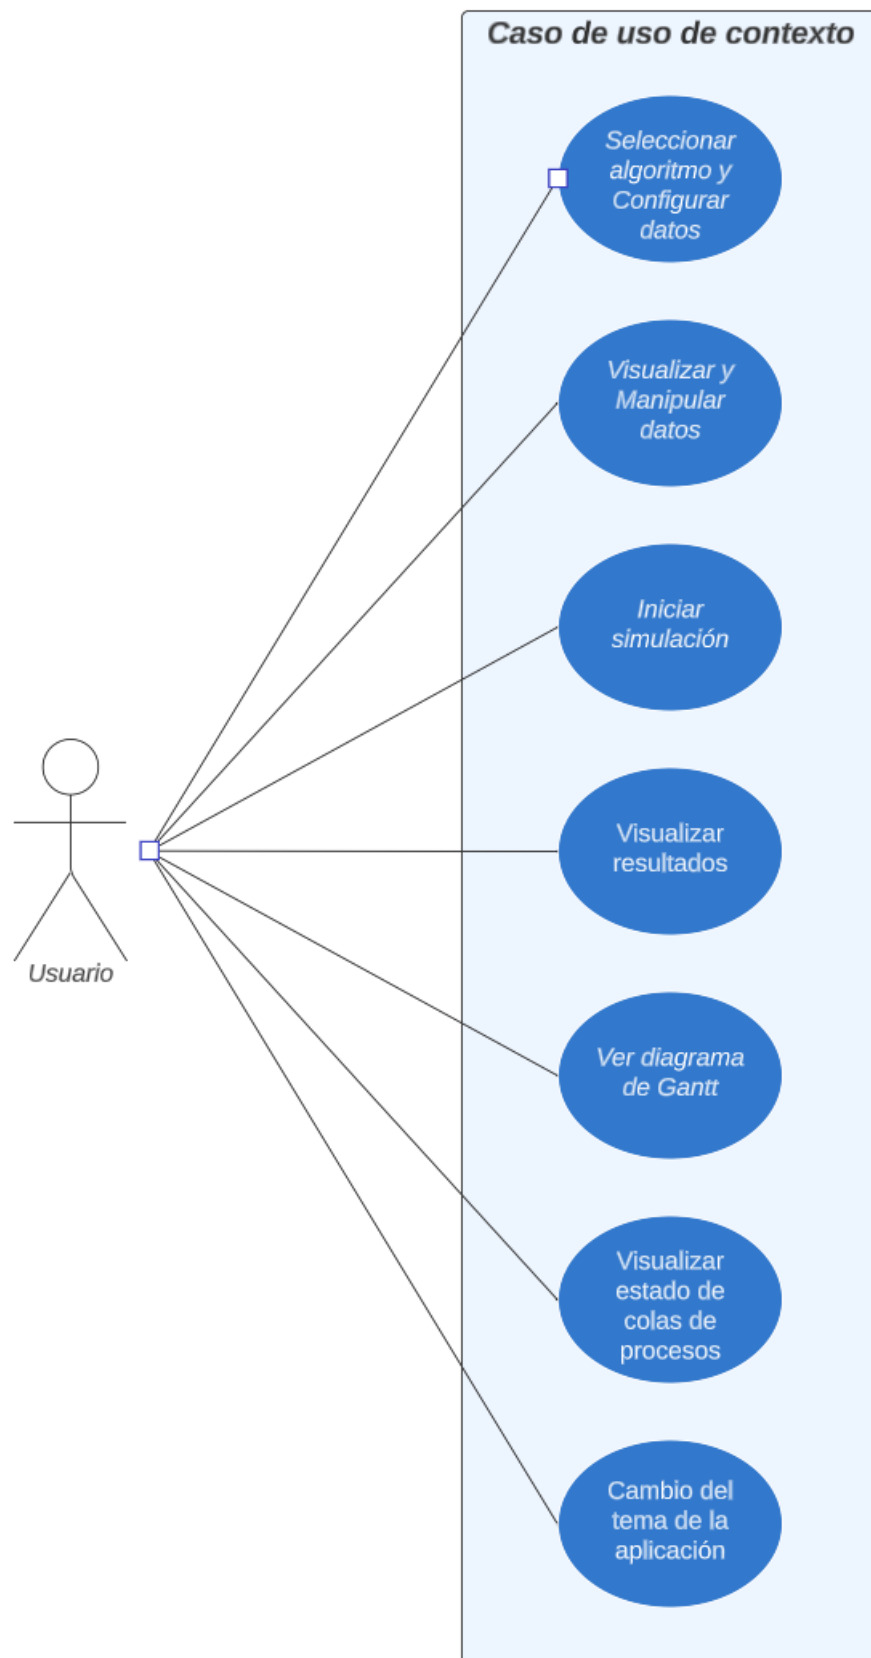 Caso de uso de contexto
Seleccionar
algoritmo y
Configurar
datos
Visualizar y
Manipular
datos
Iniciar
simulación
Visualizar
resultados
Usuario
Ver diagrama
de Gantt
Visualizar
estado de
colas de
procesos
Cambio del
tema de la
aplicación